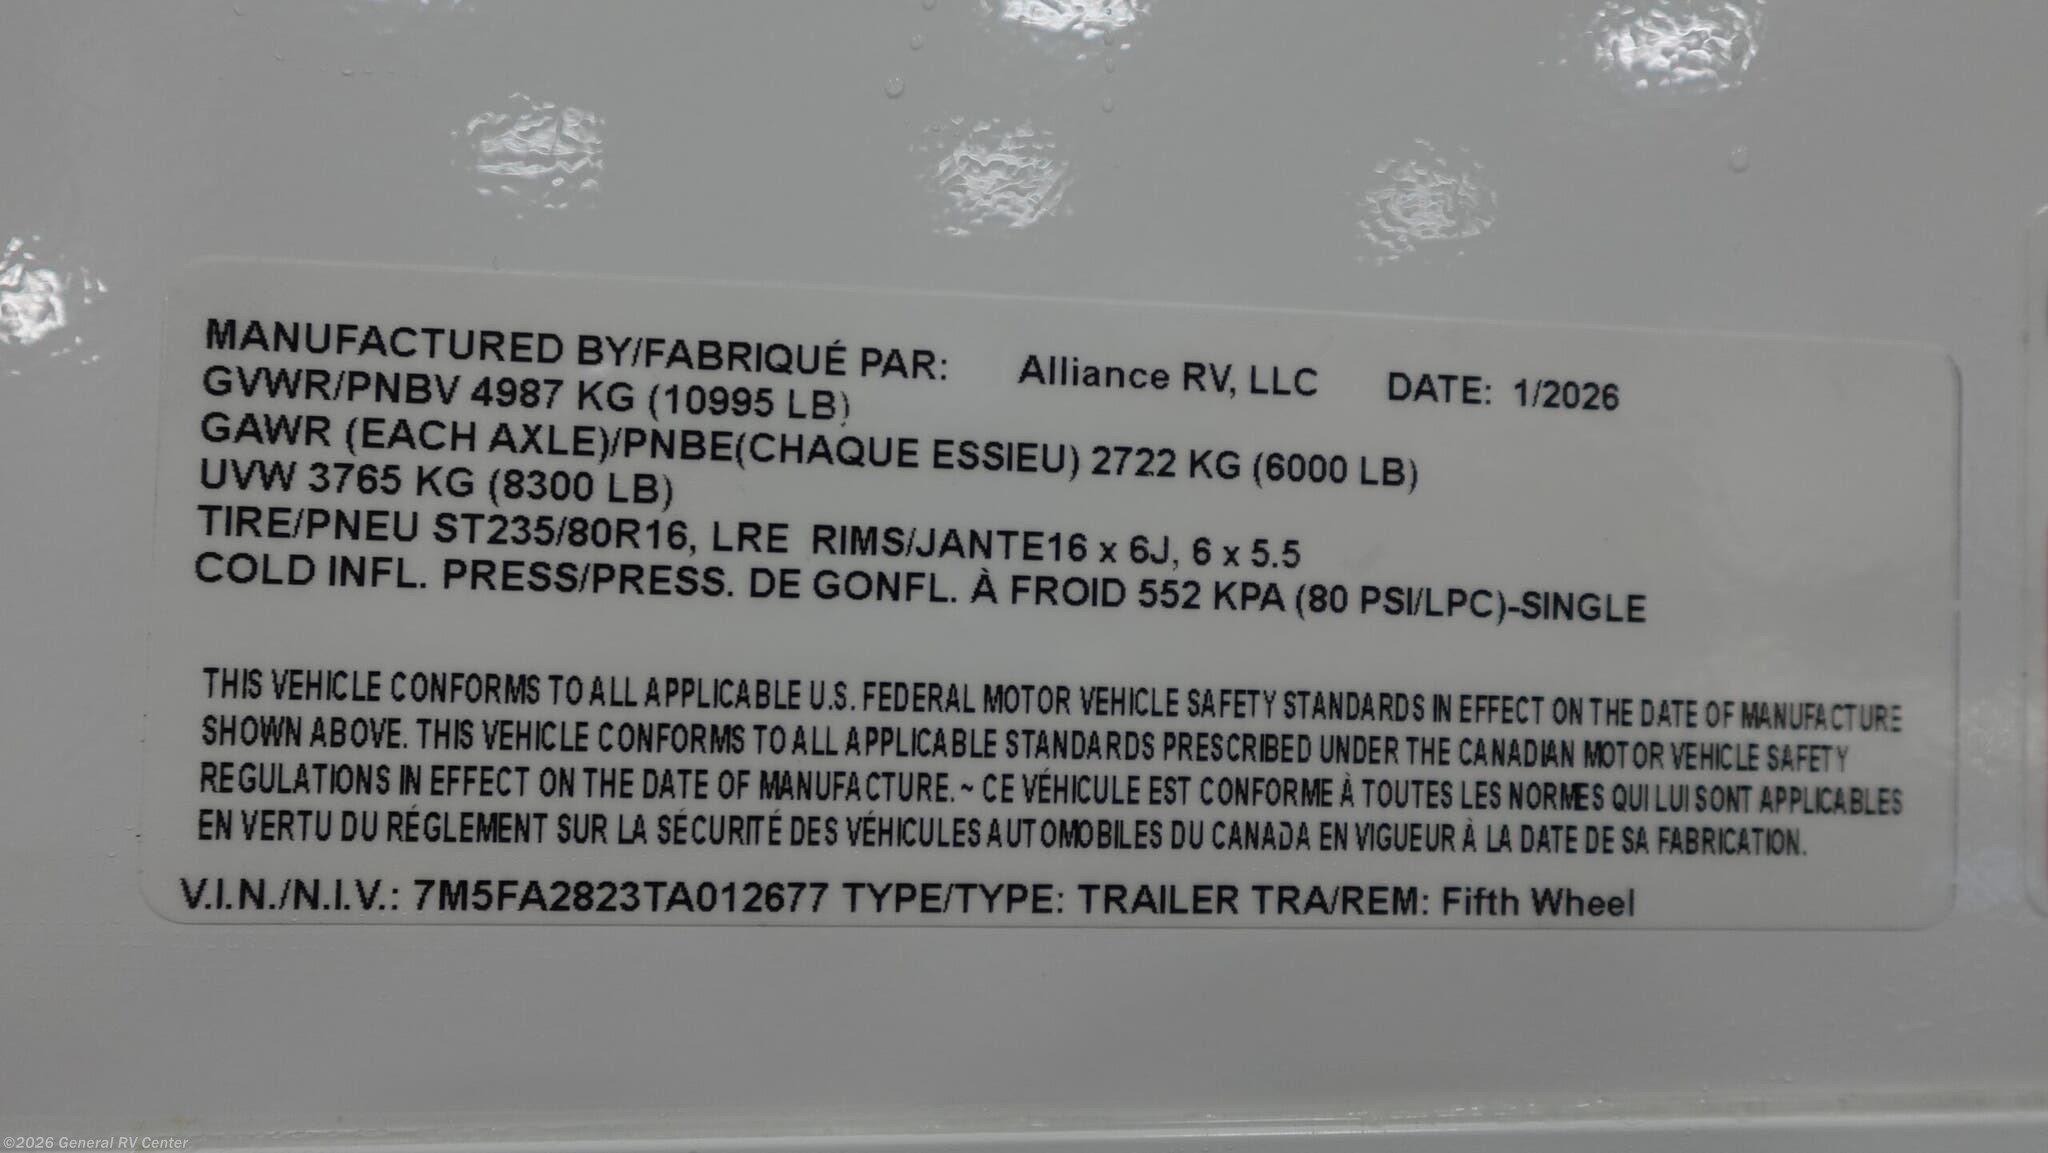 MANUFACTURED BY/FABRIQUÉ PAR: Alliance RV, LLC DATE: 1/2026
GVWR/PNBV 4987 KG (10995 LB)
GAWR (EACH AXLE)/PNBE(CHAQUE ESSIEU) 2722 KG (6000 LB)
UVW 3765 KG (8300 LB)
TIRE/PNEU ST235/80R16, LRE RIMS/JANTE16 x 6J, 6 x 5.5
COLD INFL. PRESS/PRESS. DE GONFL. À FROID 552 KPA (80 PSI/LPC)-SINGLE
THIS VEHICLE CONFORMS TO ALL APPLICABLE U.S. FEDERAL MOTOR VEHICLE SAFETY STANDARDS IN EFFECT ON THE DATE OF MANUFACTURE
SHOWN ABOVE. THIS VEHICLE CONFORMS TO ALL APPLICABLE STANDARDS PRESCRIBED UNDER THE CANADIAN MOTOR VEHICLE SAFETY
REGULATIONS IN EFFECT ON THE DATE OF MANUFACTURE. ~ CE VÉHICULE EST CONFORME À TOUTES LES NORMES QUI LUI SONT APPLICABLES
EN VERTU DU RÉGLEMENT SUR LA SÉCURITÉ DES VÉHICULES AUTOMOBILES DU CANADA EN VIGUEUR À LA DATE DE SA FABRICATION.
V.I.N./N.I.V.: 7M5FA2823TA012677 TYPE/TYPE: TRAILER TRA/REM: Fifth Wheel
©2026 General RV Center